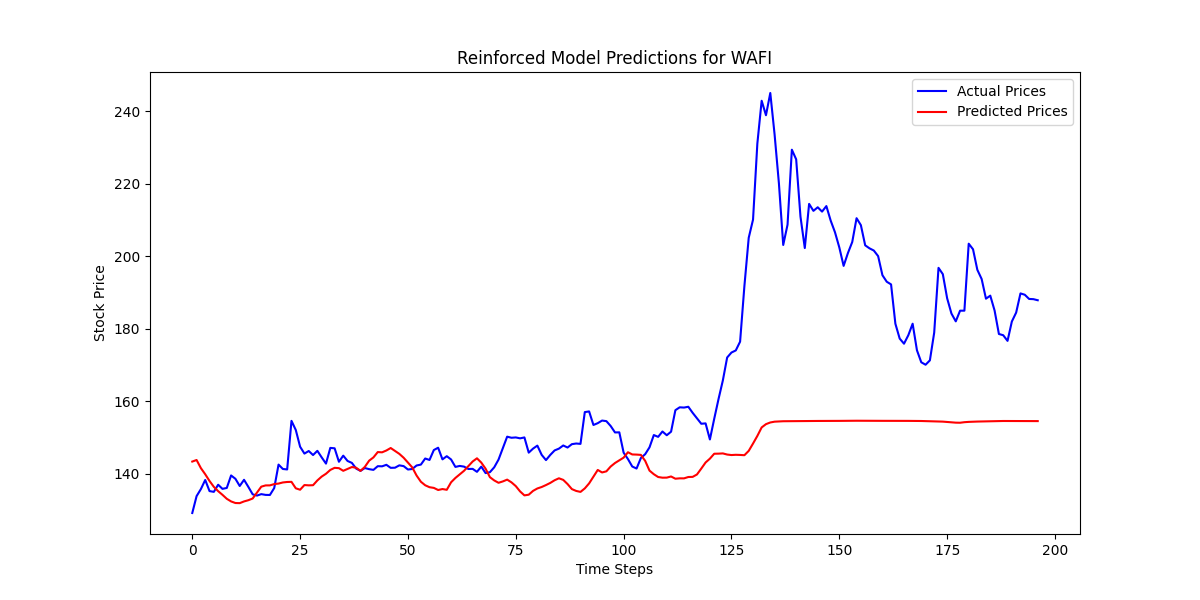 Reinforced Model Predictions for WAFI
Actual Prices
Predicted Prices
Stock Price
240
220
200
180
160
140
0 25 50 75 100 125 150 175 200
Time Steps